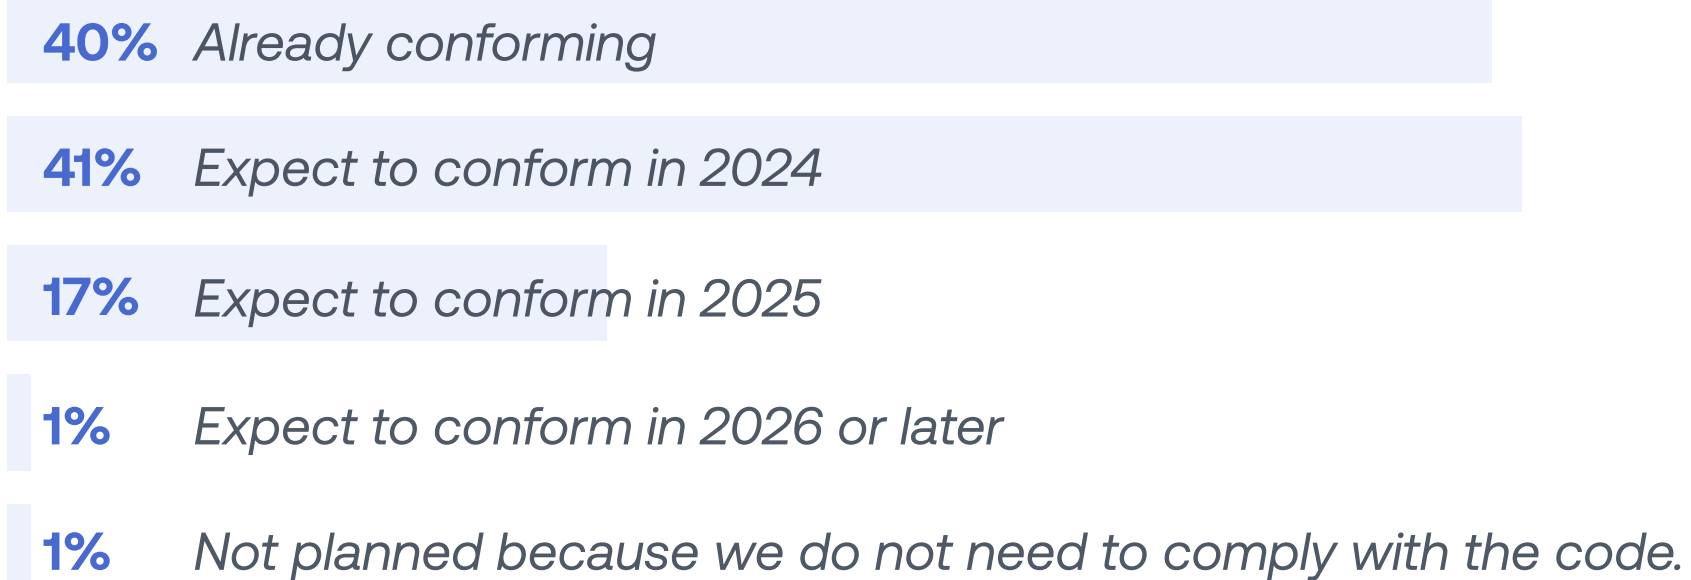 40% Already conforming
41% Expect to conform in 2024
17% Expect to conform in 2025
1% Expect to conform in 2026 or later
1% Not planned because we do not need to comply with the code.